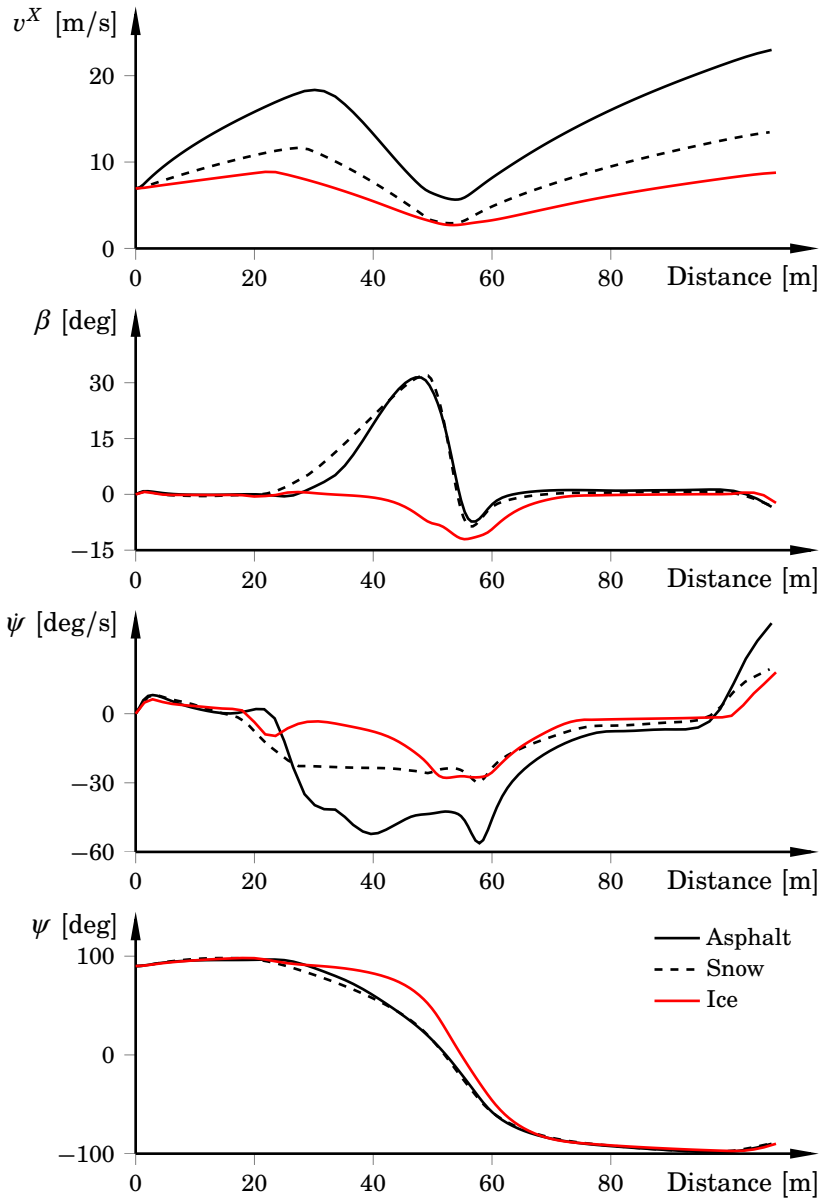 v^X [m/s]
20
10
0
0 20 40 60 80 Distance [m]
β [deg]
30
15
0
−15
0 20 40 60 80 Distance [m]
ψ̇ [deg/s]
0
−30
−60
0 20 40 60 80 Distance [m]
ψ [deg]
100
Asphalt
Snow
Ice
0
−100
0 20 40 60 80 Distance [m]